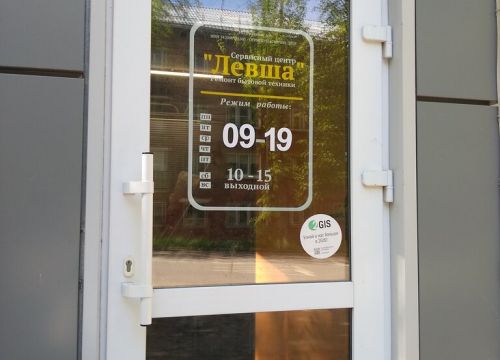 Сервисный центр
"Левша"
Ремонт бытовой техники
Режим работы:
пн
вт
ср
чт
пт
09-19
сб 10-15
вс выходной
2GIS